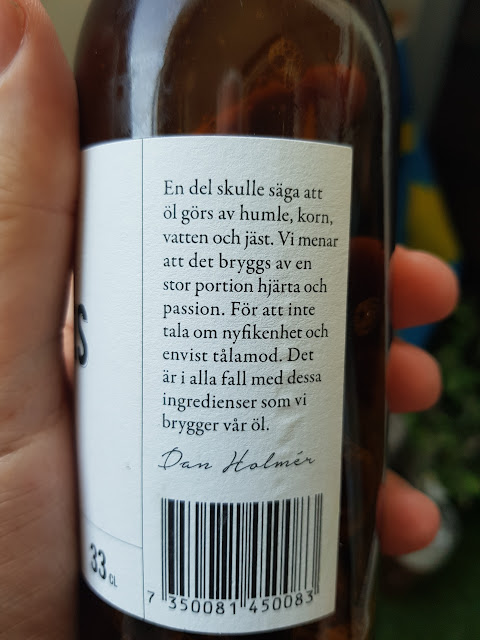 En del skulle säga att
öl görs av humle, korn,
vatten och jäst. Vi menar
att det bryggs av en
stor portion hjärta och
passion. För att inte
tala om nyfikenhet och
envist tålamod. Det
är i alla fall med dessa
ingredienser som vi
brygger vår öl.
Dan Holmér
S
33 CL
7 350081 450083